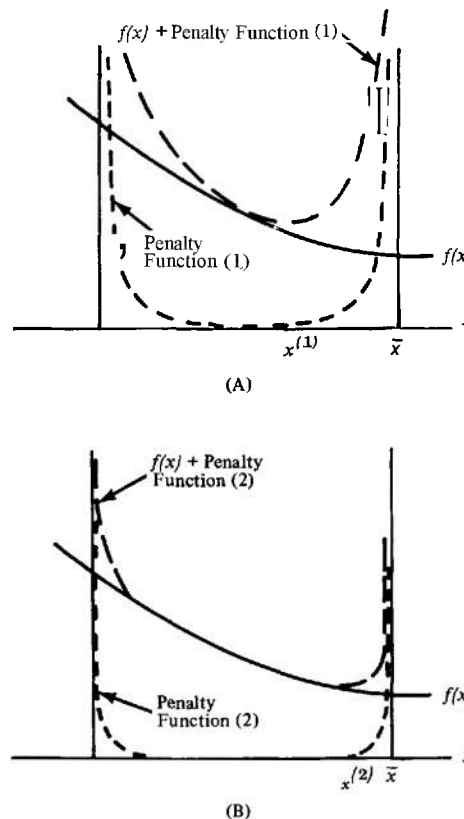 f(x) + Penalty Function (1)
Penalty
Function (1)
f(x
x(1)
x̄
(A)
f(x) + Penalty
Function (2)
Penalty
Function (2)
f(x
x(2)
x̄
(B)